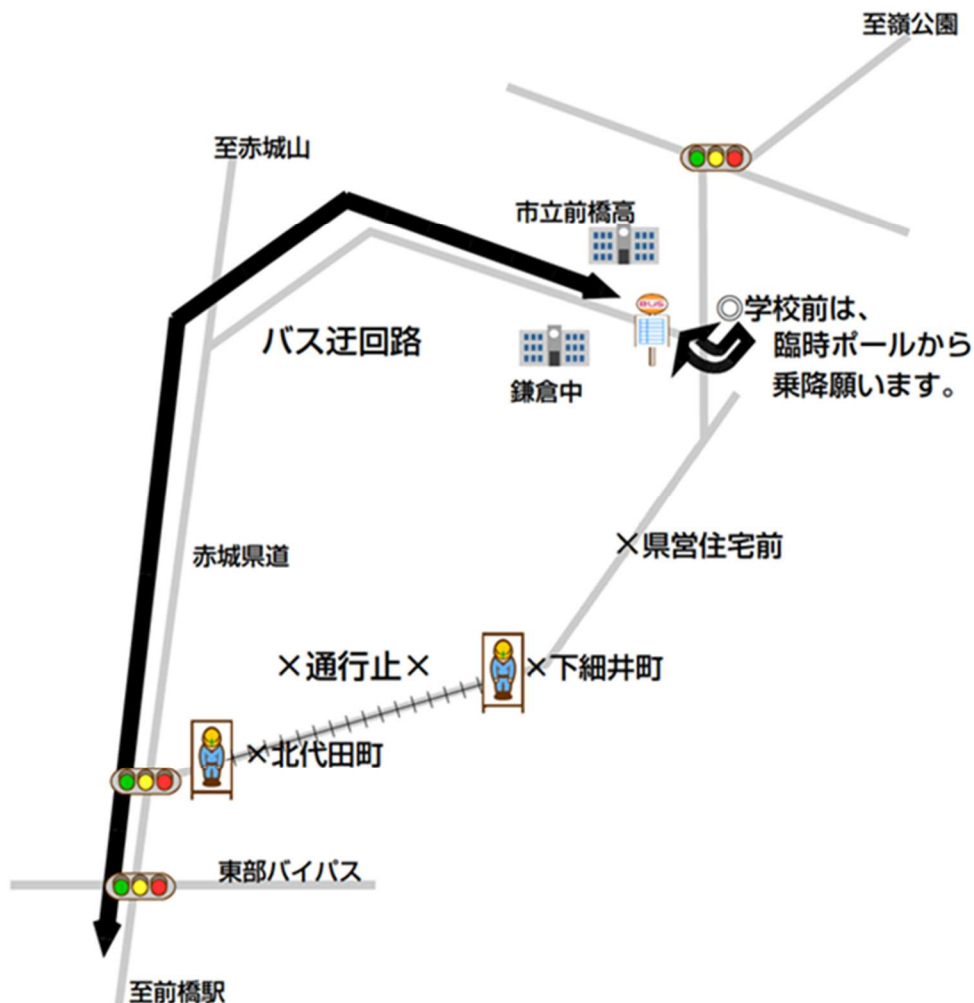 至嶺公園
至赤城山
市立前橋高
BUS
◎学校前は、
臨時ポールから
乗降願います。
バス迂回路
鎌倉中
×県営住宅前
赤城県道
×通行止×
×下細井町
×北代田町
東部バイパス
至前橋駅